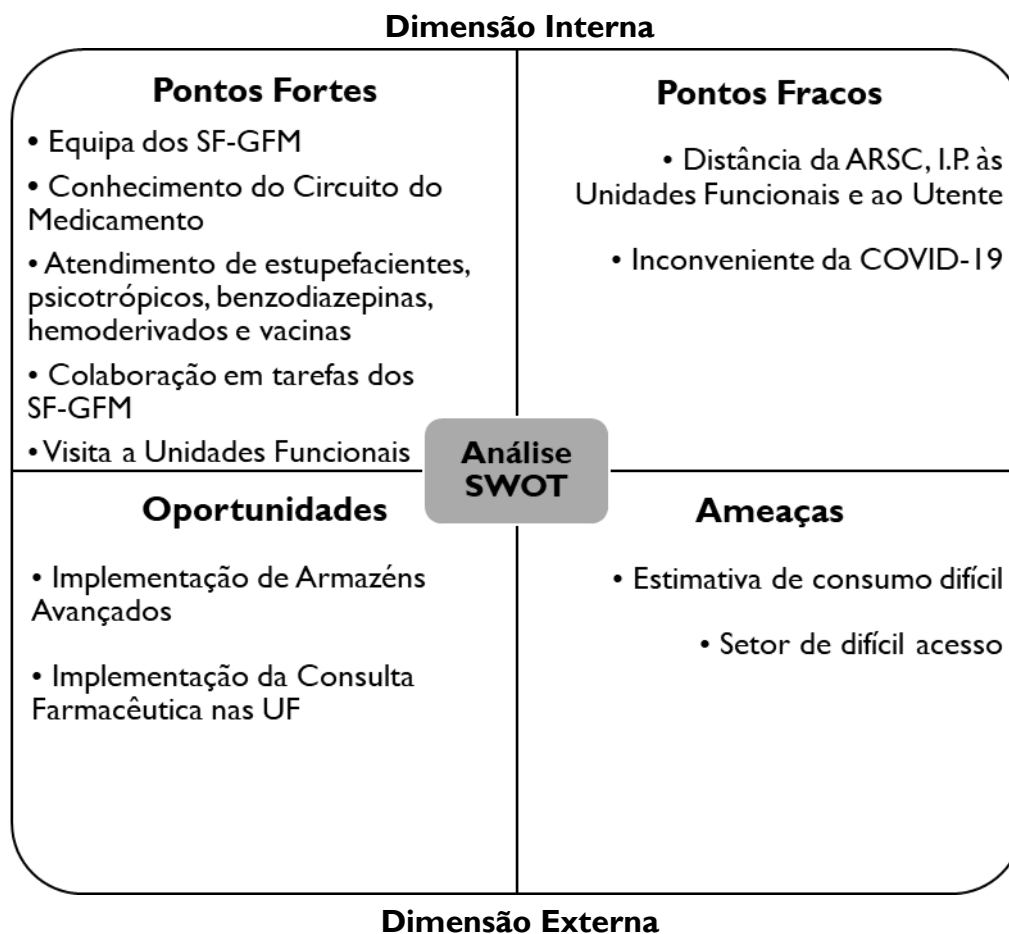 Dimensão Interna
Pontos Fortes
• Equipa dos SF-GFM
• Conhecimento do Circuito do
Medicamento
• Atendimento de estupefacientes,
psicotrópicos, benzodiazepinas,
hemoderivados e vacinas
• Colaboração em tarefas dos
SF-GFM
• Visita a Unidades Funcionais
Pontos Fracos
• Distância da ARSC, I.P. às
Unidades Funcionais e ao Utente
• Inconveniente da COVID-19
Análise
SWOT
Oportunidades
• Implementação de Armazéns
Avançados
• Implementação da Consulta
Farmacêutica nas UF
Ameaças
• Estimativa de consumo difícil
• Setor de difícil acesso
Dimensão Externa